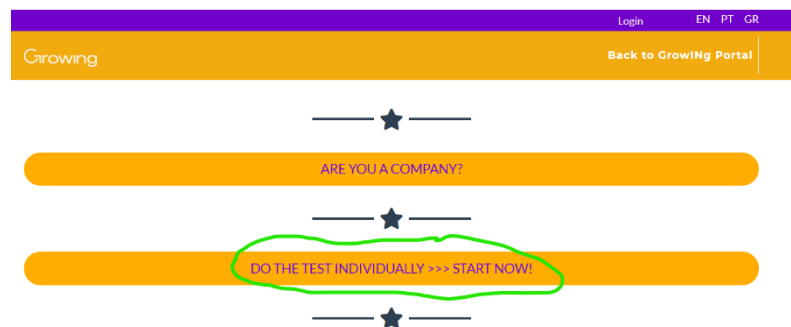 Login EN PT GR
Growing Back to GrowINg Portal
ARE YOU A COMPANY?
DO THE TEST INDIVIDUALLY >>> START NOW!